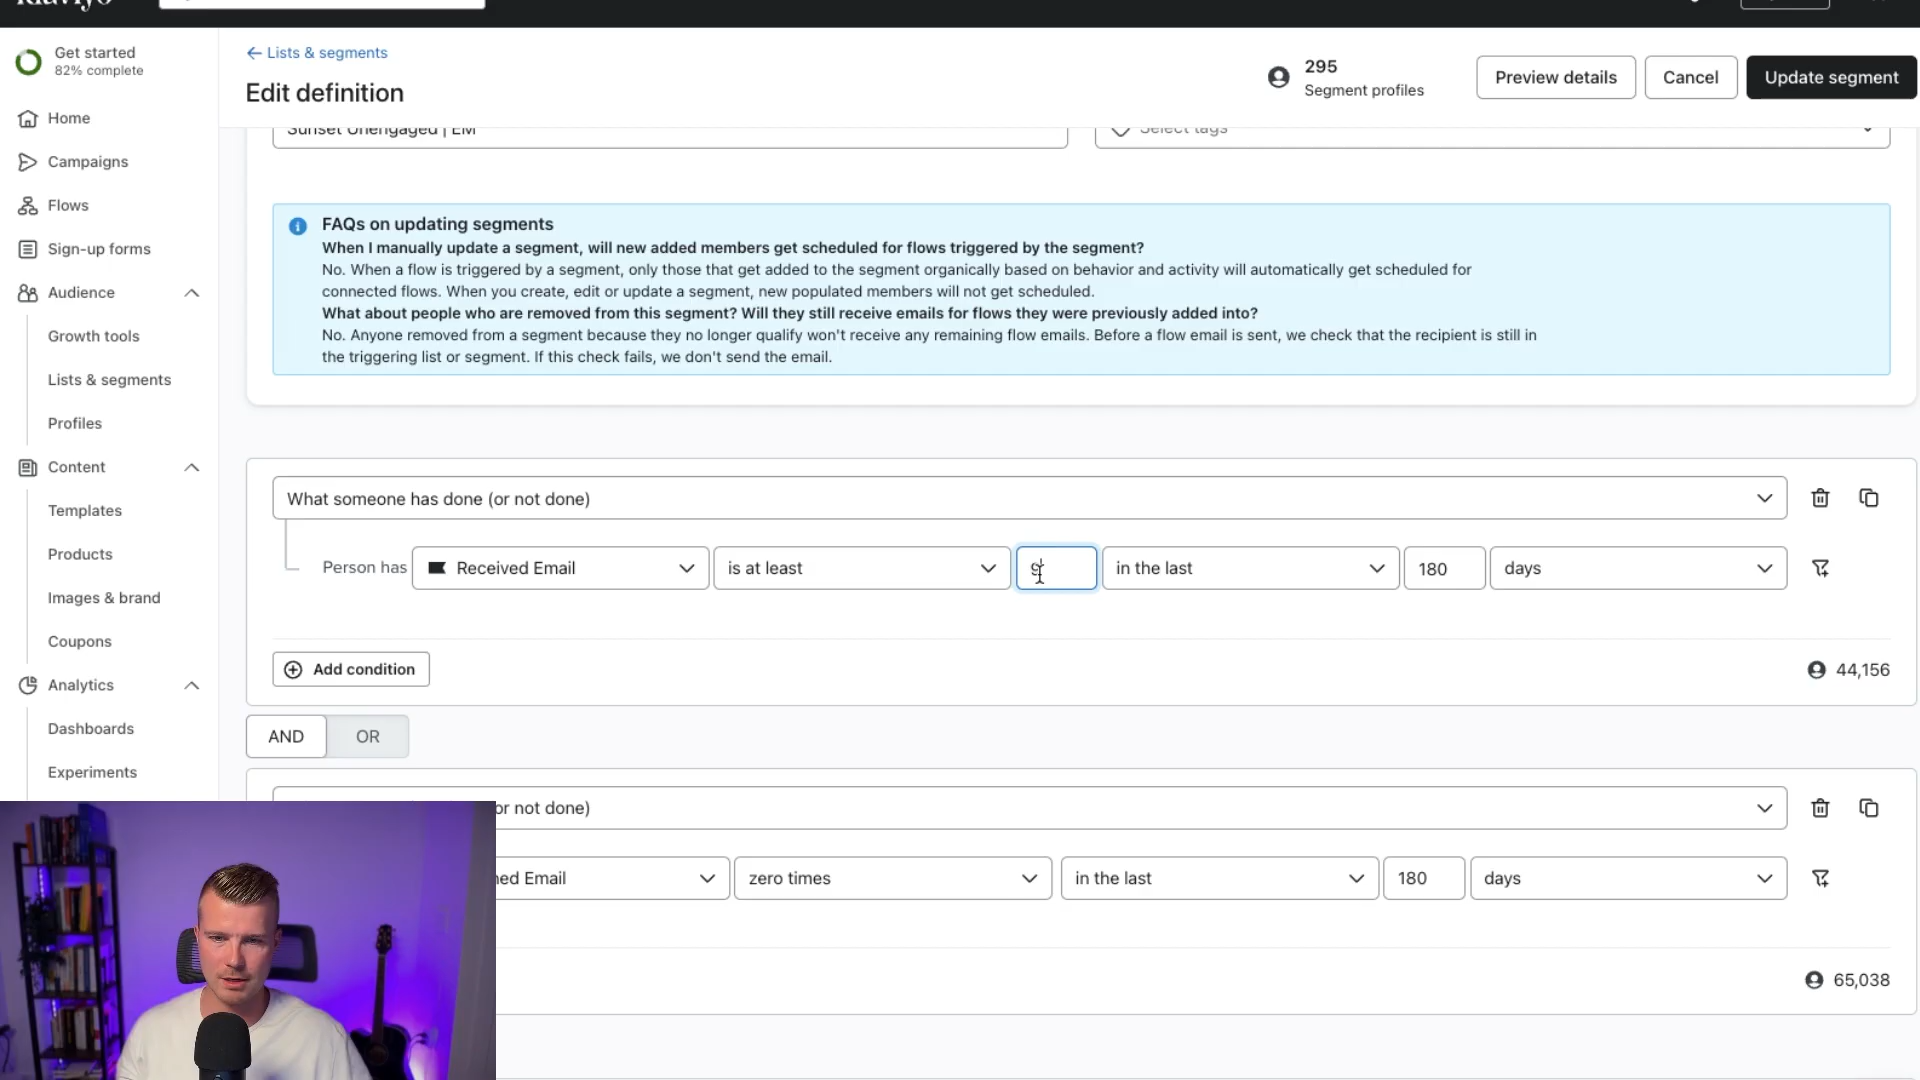 Get started
82% complete
Home
Campaigns
Flows
Sign-up forms
Audience
Growth tools
Lists & segments
Profiles
Content
Templates
Products
Images & brand
Coupons
Analytics
Dashboards
Experiments
Lists & segments
Edit definition
295
Segment profiles
Preview details
Cancel
Update segment
Sunset Unengaged | EM
Select tags
FAQs on updating segments
When I manually update a segment, will new added members get scheduled for flows triggered by the segment?
No. When a flow is triggered by a segment, only those that get added to the segment organically based on behavior and activity will automatically get scheduled for
connected flows. When you create, edit or update a segment, new populated members will not get scheduled.
What about people who are removed from this segment? Will they still receive emails for flows they were previously added into?
No. Anyone removed from a segment because they no longer qualify won't receive any remaining flow emails. Before a flow email is sent, we check that the recipient is still in
the triggering list or segment. If this check fails, we don't send the email.
What someone has done (or not done)
Person has Received Email is at least 9 in the last 180 days
Add condition
44,156
AND OR
or not done)
Email zero times in the last 180 days
65,038